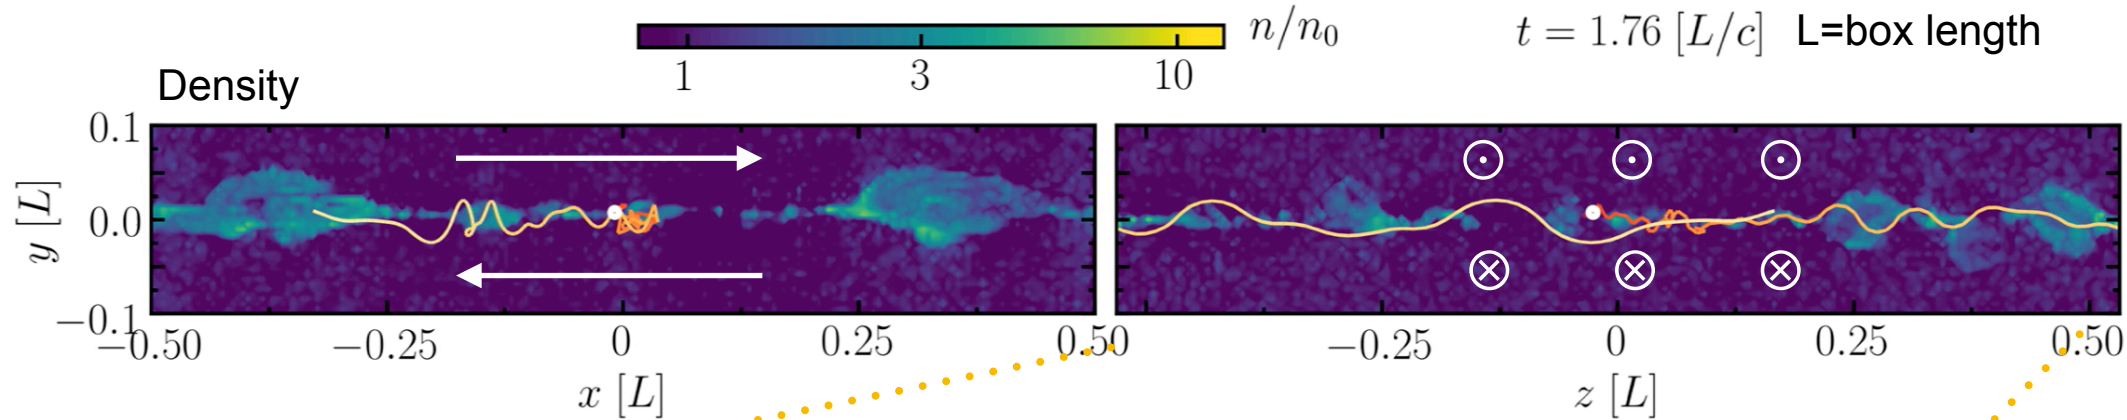 n/n₀
t = 1.76 [L/c] L=box length
1 3 10
Density
y [L]
0.1
0.0
−0.1
−0.50 −0.25 0 0.25 0.50
−0.25 0 0.25 0.50
x [L]
z [L]